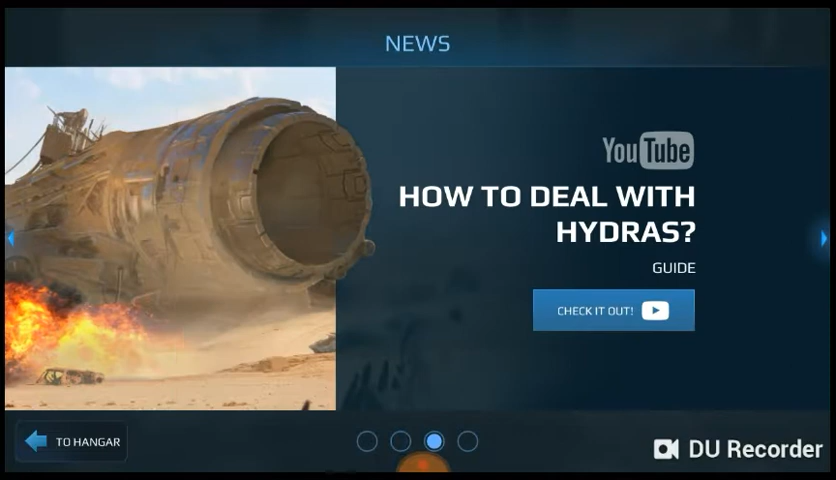 NEWS
YouTube
HOW TO DEAL WITH
HYDRAS?
GUIDE
CHECK IT OUT!
TO HANGAR
DU Recorder